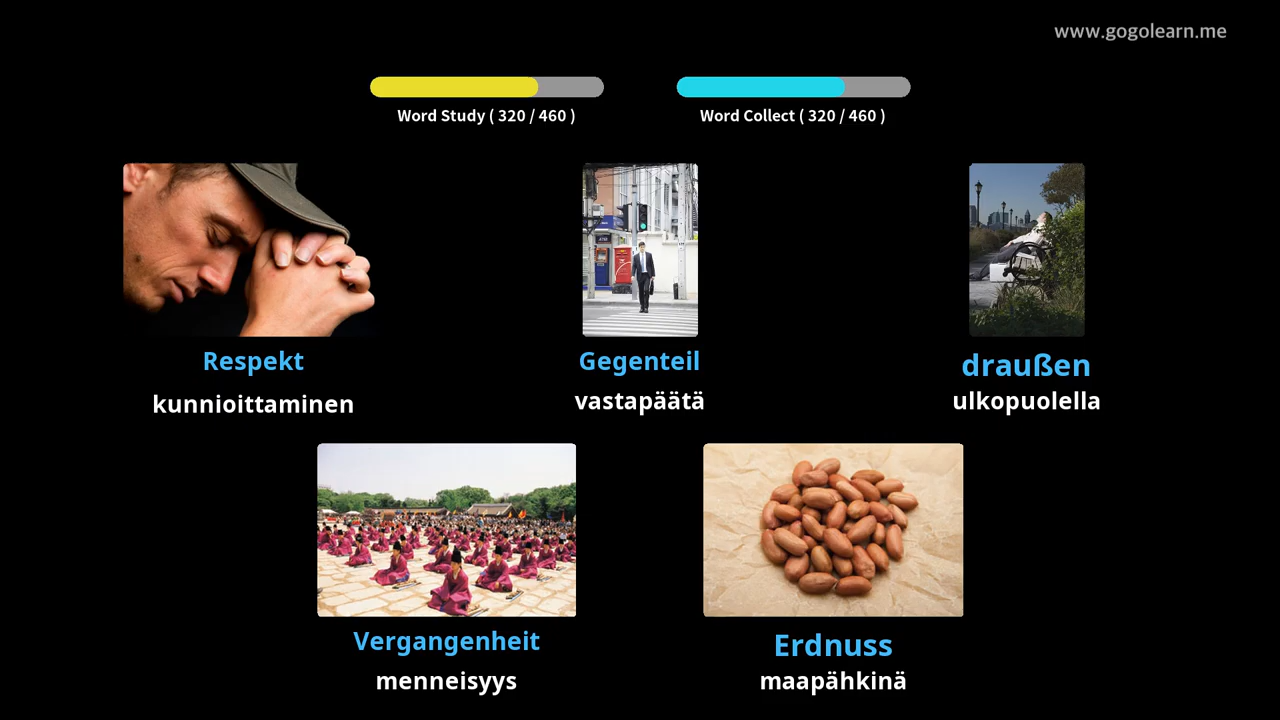 www.gogolearn.me
Word Study ( 320 / 460 )
Word Collect ( 320 / 460 )
Respekt
kunnioittaminen
Gegenteil
vastapäätä
draußen
ulkopuolella
Vergangenheit
menneisyys
Erdnuss
maapähkinä